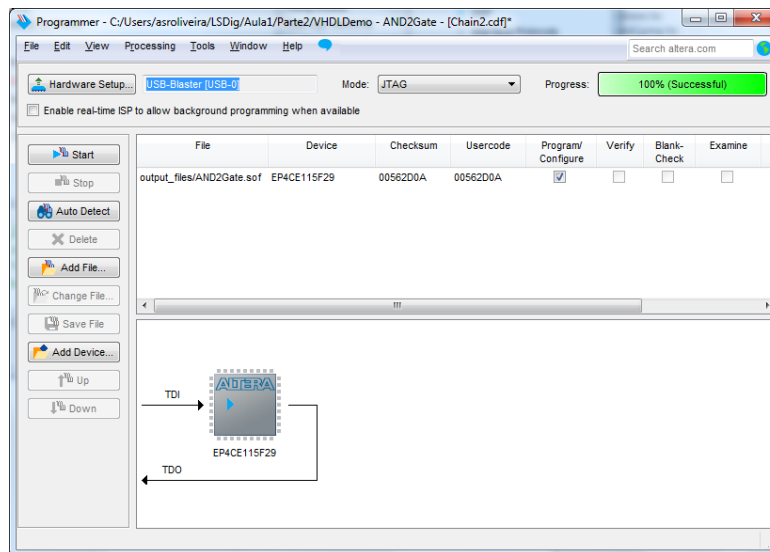 Programmer - C:/Users/asroliveira/LSDig/Aula1/Parte2/VHDLDemo - AND2Gate - [Chain2.cdf]*
File Edit View Processing Tools Window Help
Search altera.com
Hardware Setup...
USB-Blaster [USB-0]
Mode:
JTAG
Progress:
100% (Successful)
Enable real-time ISP to allow background programming when available
Start
Stop
Auto Detect
Delete
Add File...
Change File...
Save File
Add Device...
Up
Down
File Device Checksum Usercode Program/ Verify Blank- Examine
Configure Check
output_files/AND2Gate.sof EP4CE115F29 00562D0A 00562D0A
TDI
ALTERA
EP4CE115F29
TDO